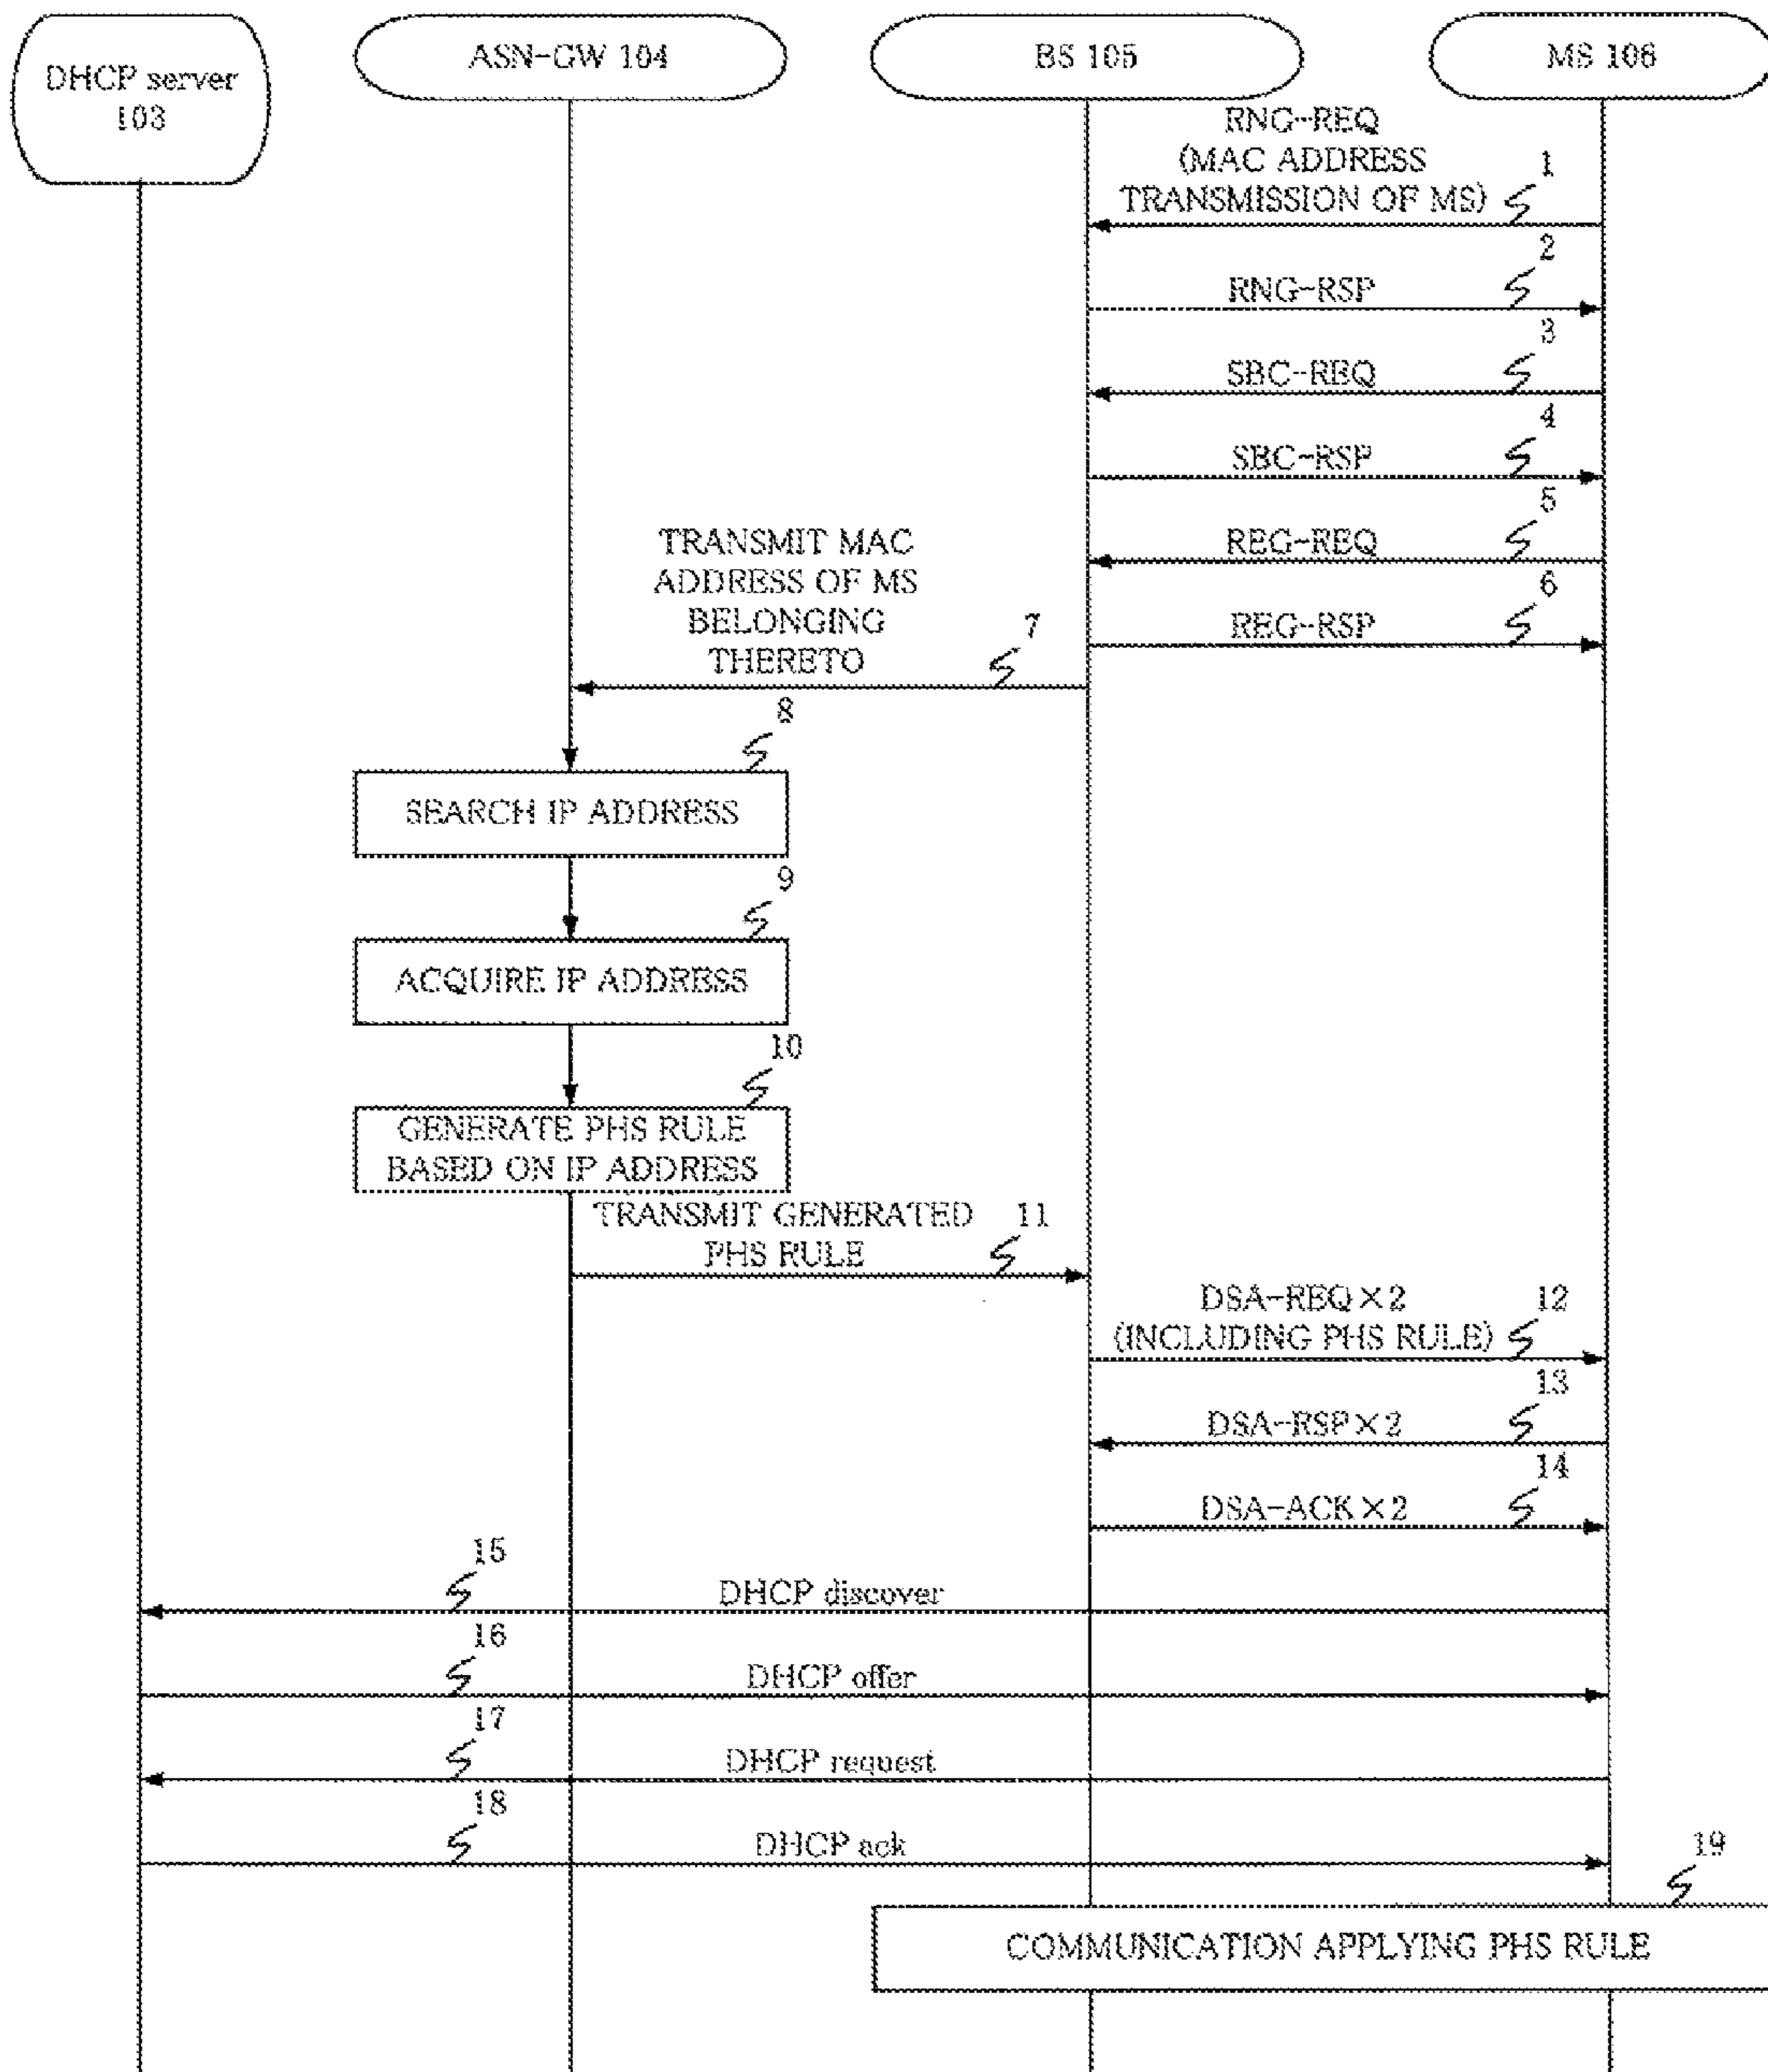 DHCP server
103
ASN-GW 104
BS 105
MS 106
RNG-REQ
(MAC ADDRESS
TRANSMISSION OF MS)
1
2
RNG-RSP
3
SBC-REQ
4
SBC-RSP
5
REG-REQ
6
REG-RSP
TRANSMIT MAC
ADDRESS OF MS
BELONGING
THERETO
7
8
SEARCH IP ADDRESS
9
ACQUIRE IP ADDRESS
10
GENERATE PHS RULE
BASED ON IP ADDRESS
TRANSMIT GENERATED
PHS RULE
11
DSA-REQ×2
(INCLUDING PHS RULE)
12
13
DSA-RSP×2
14
DSA-ACK×2
15
DHCP discover
16
DHCP offer
17
DHCP request
18
DHCP ack
19
COMMUNICATION APPLYING PHS RULE